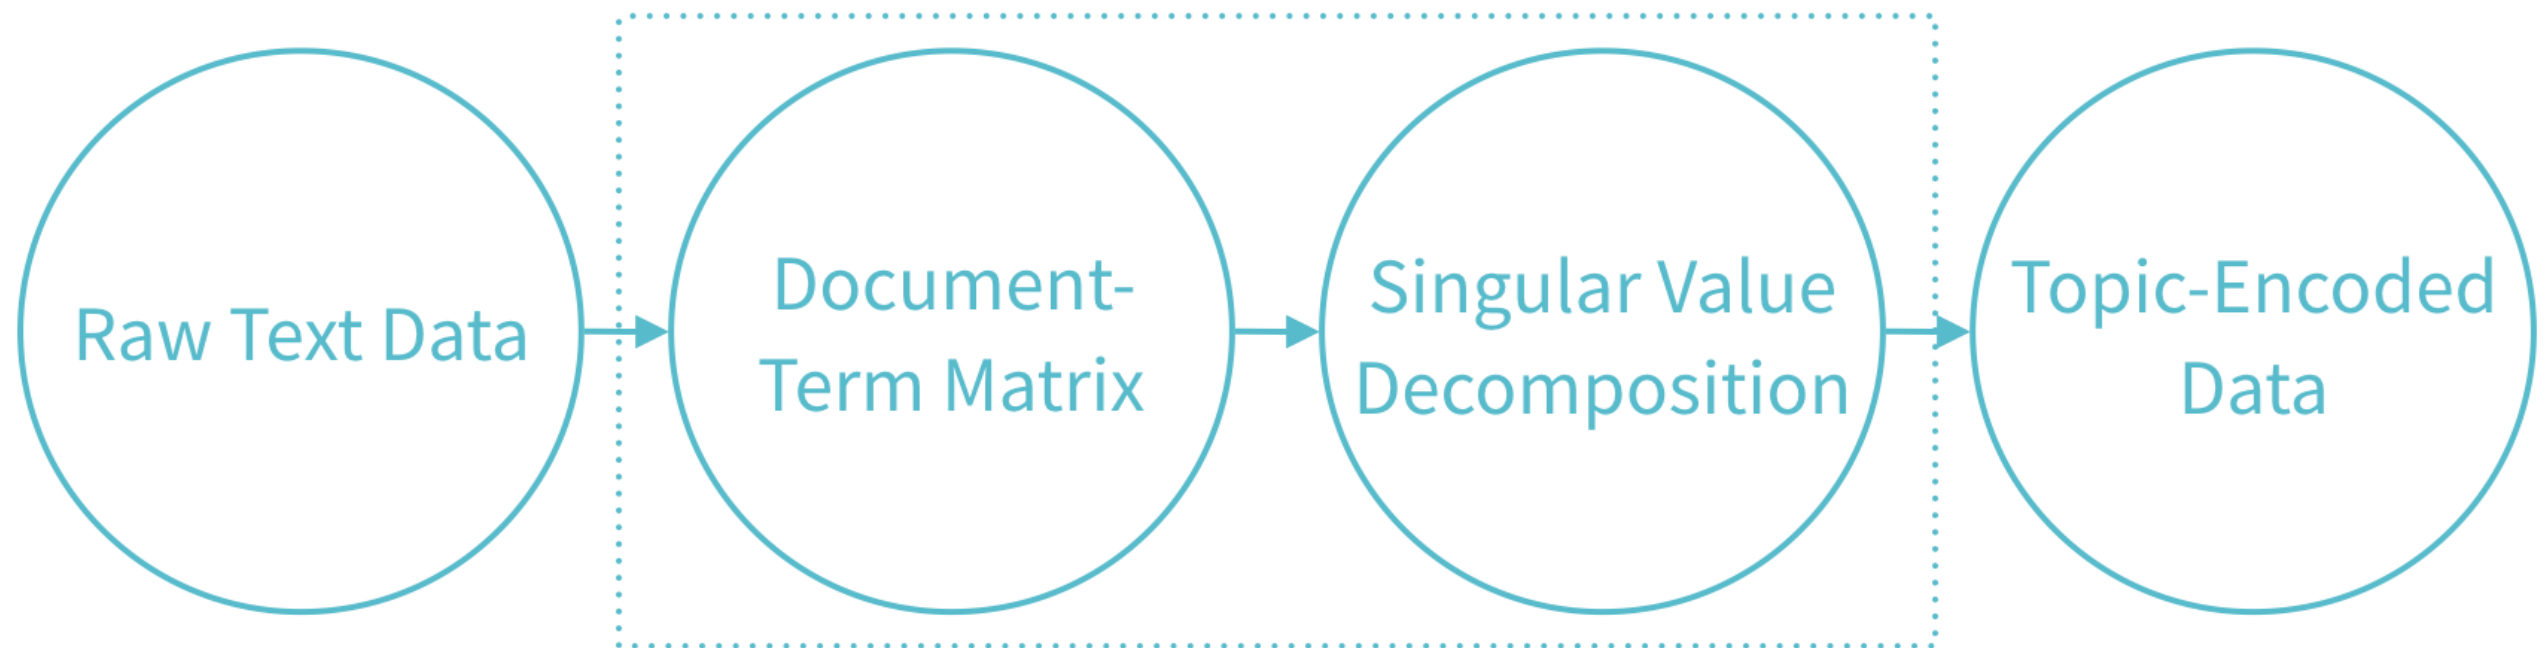 Raw Text Data
Document-
Term Matrix
Singular Value
Decomposition
Topic-Encoded
Data